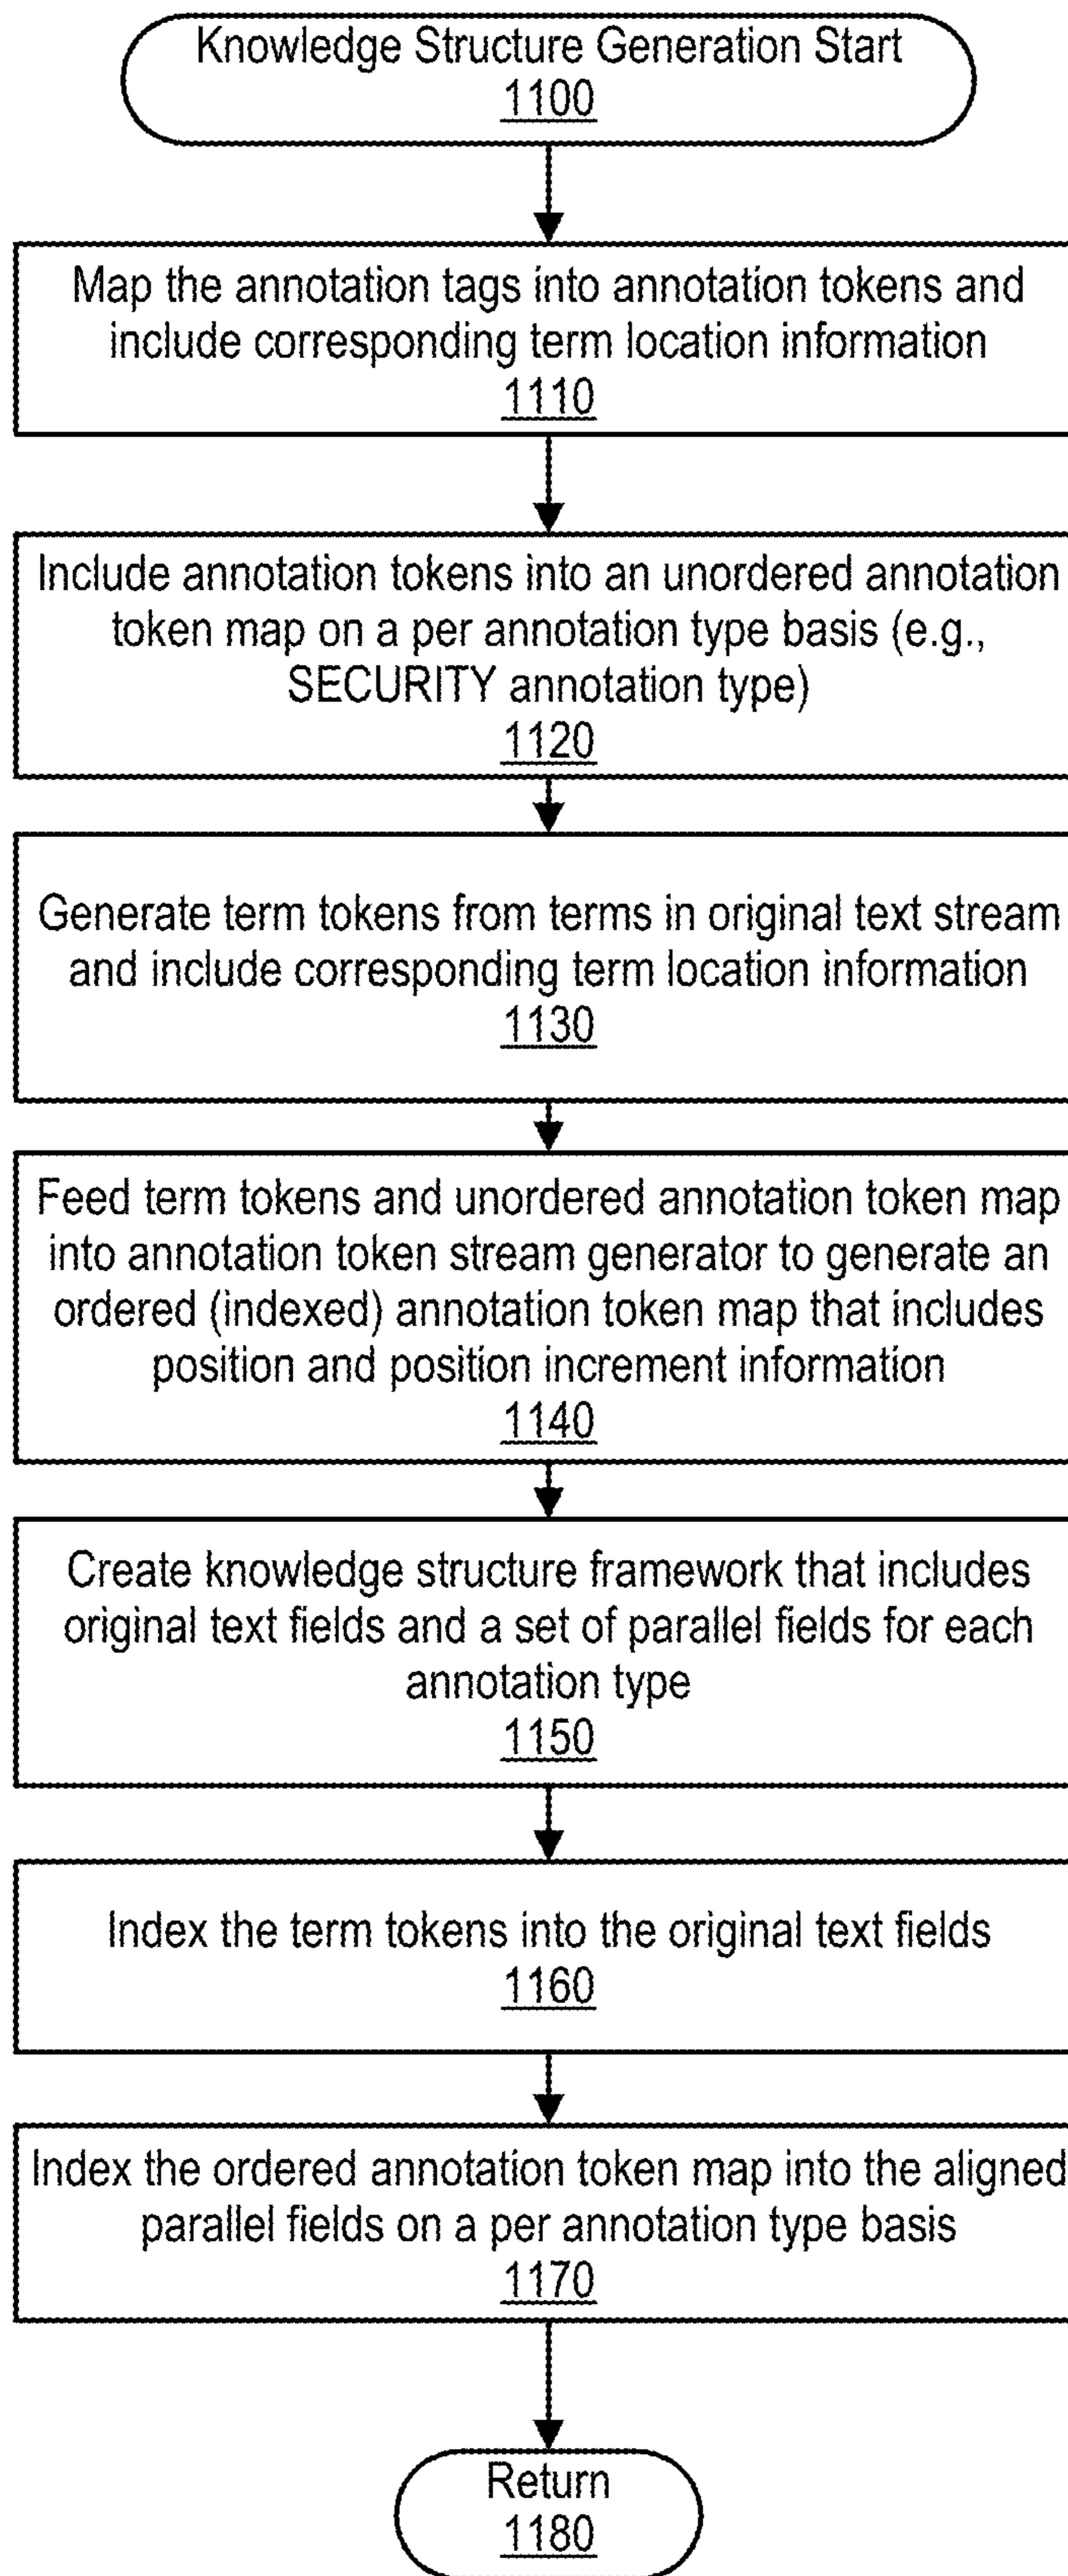 Knowledge Structure Generation Start
1100
Map the annotation tags into annotation tokens and
include corresponding term location information
1110
Include annotation tokens into an unordered annotation
token map on a per annotation type basis (e.g.,
SECURITY annotation type)
1120
Generate term tokens from terms in original text stream
and include corresponding term location information
1130
Feed term tokens and unordered annotation token map
into annotation token stream generator to generate an
ordered (indexed) annotation token map that includes
position and position increment information
1140
Create knowledge structure framework that includes
original text fields and a set of parallel fields for each
annotation type
1150
Index the term tokens into the original text fields
1160
Index the ordered annotation token map into the aligned
parallel fields on a per annotation type basis
1170
Return
1180